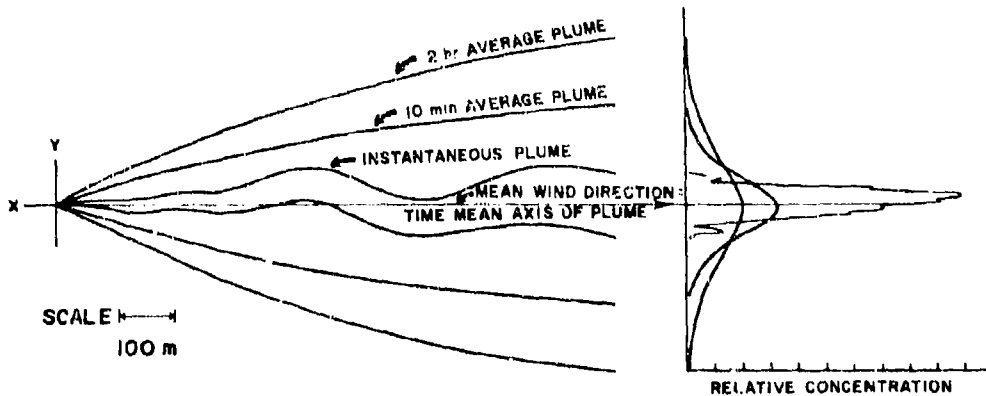 2 hr AVERAGE PLUME
10 min AVERAGE PLUME
Y
INSTANTANEOUS PLUME
MEAN WIND DIRECTION:
X
TIME MEAN AXIS OF PLUME
SCALE
100 m
RELATIVE CONCENTRATION